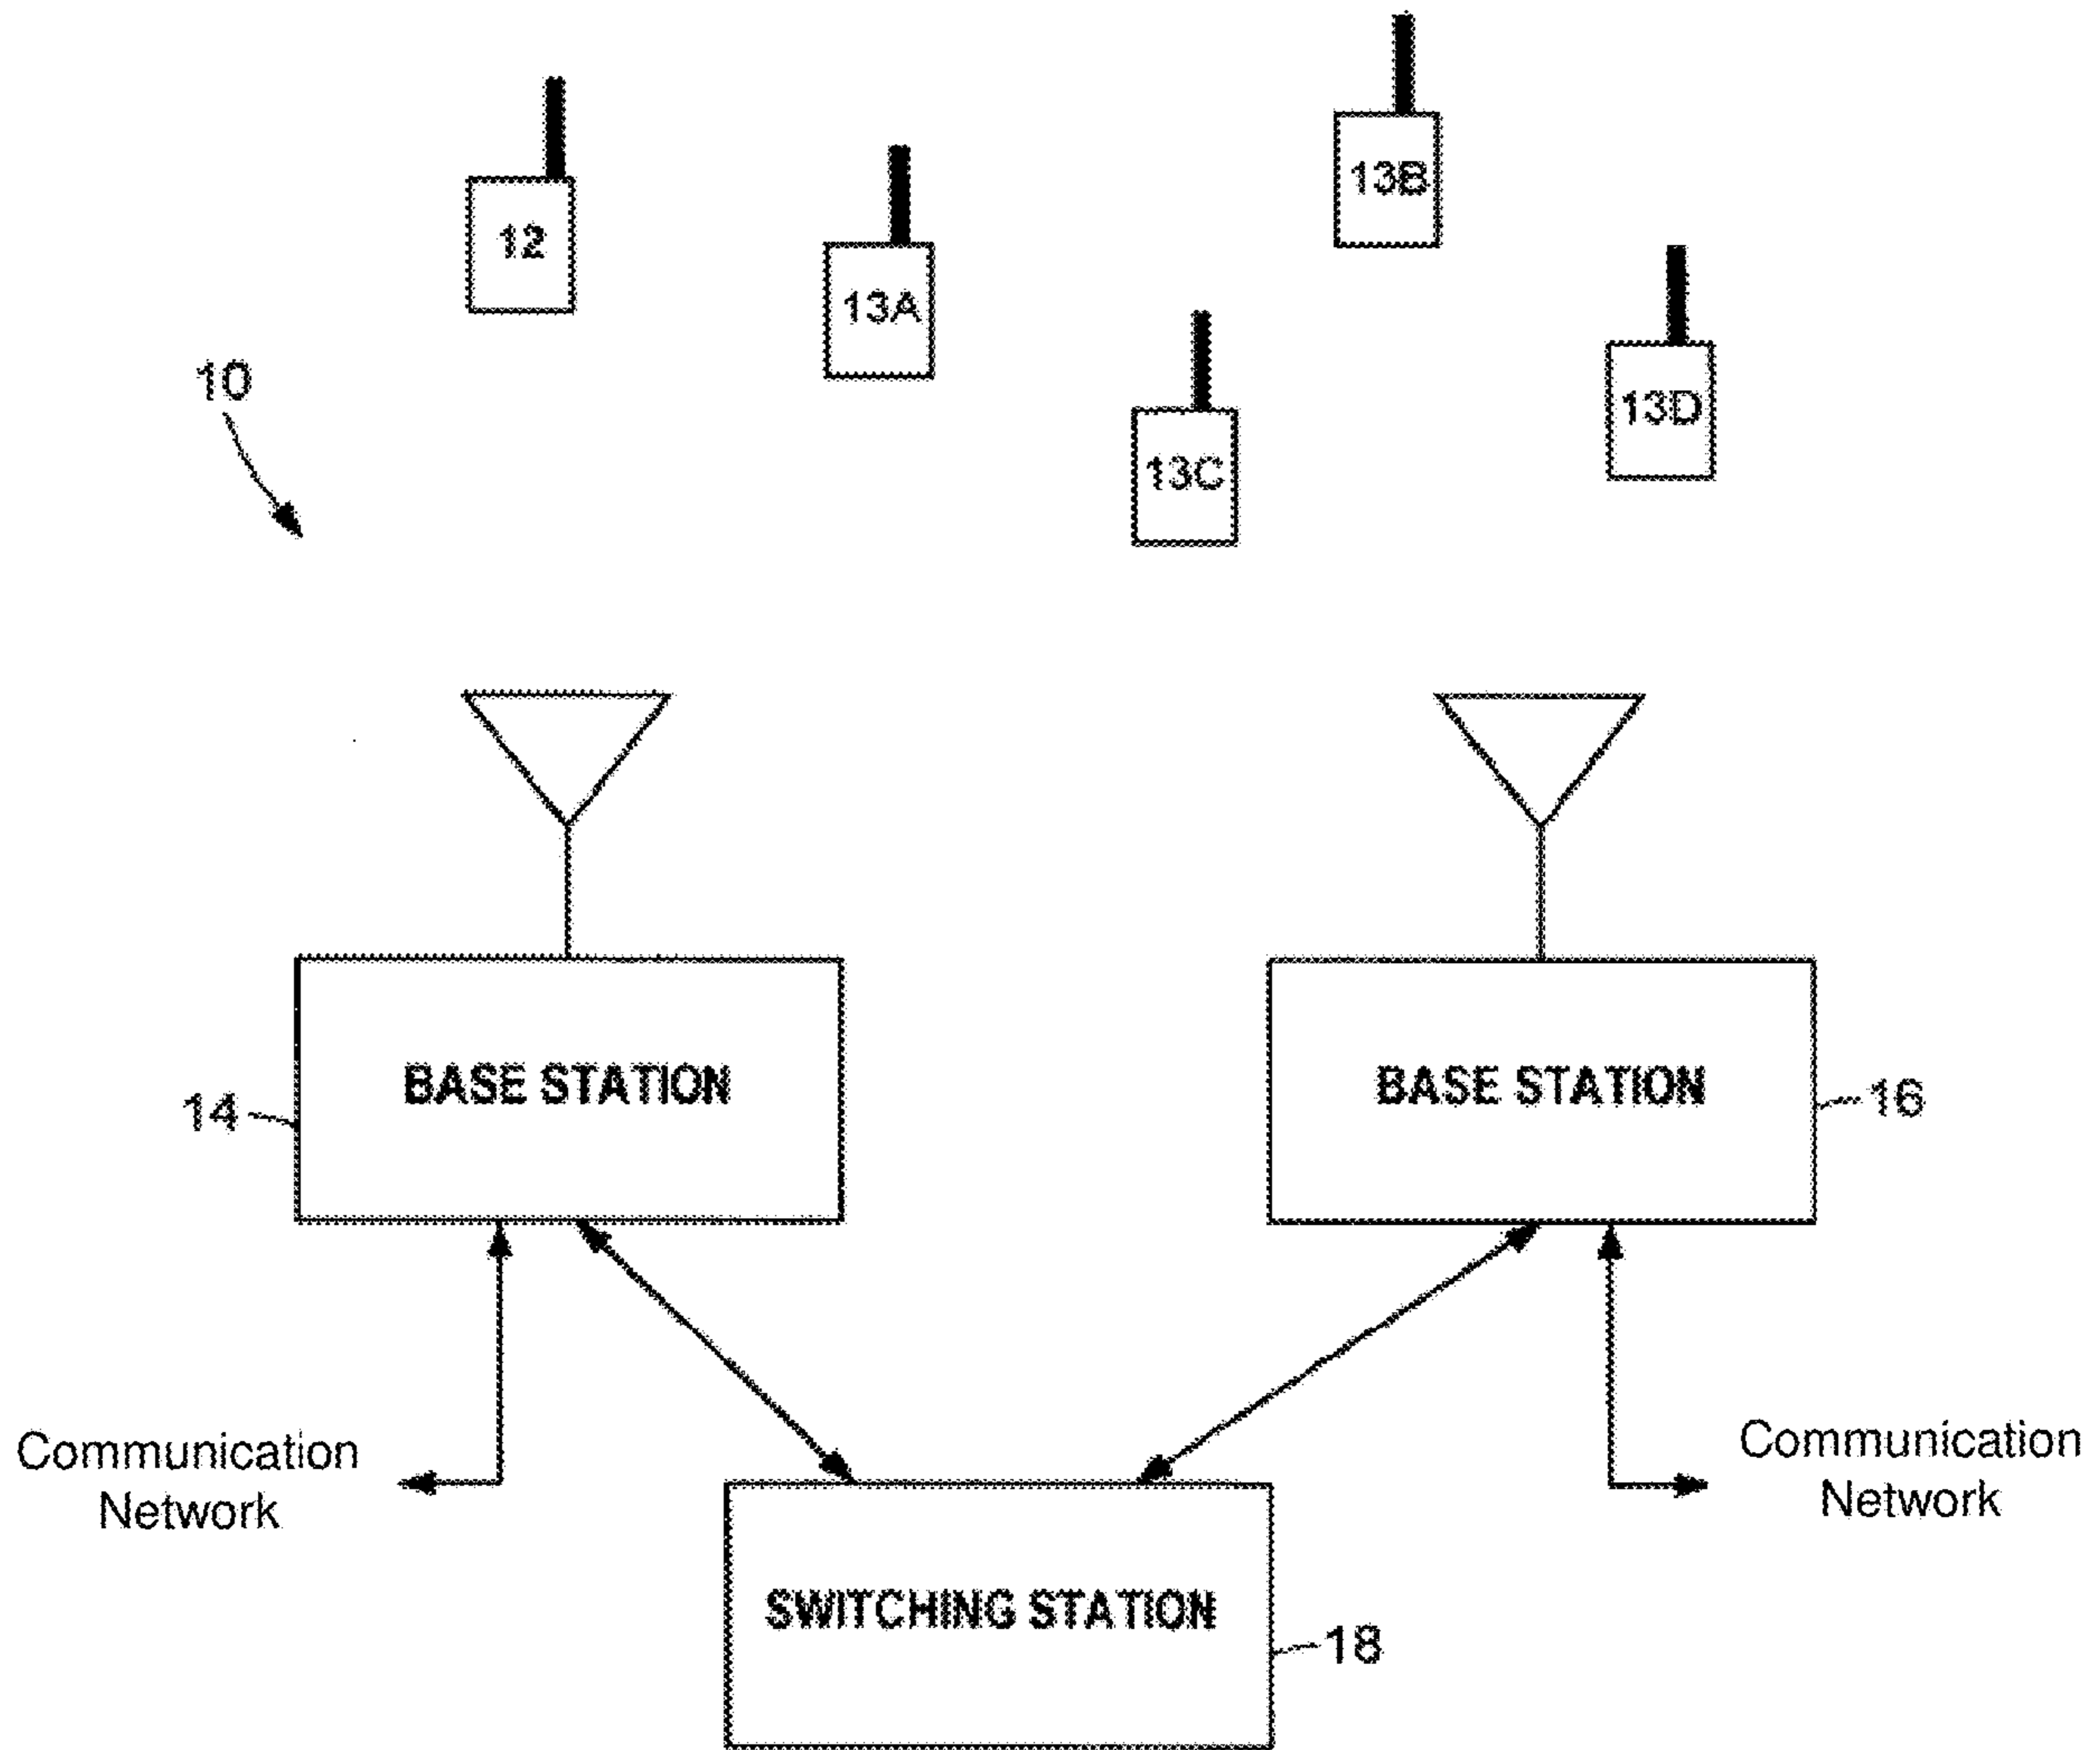 13B
12
13A
10
13D
13C
BASE STATION
BASE STATION
14
16
Communication
Network
Communication
Network
SWITCHING STATION
18